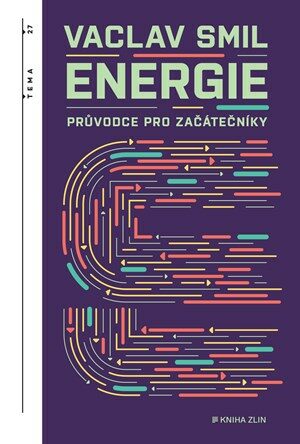 TEMA 27
VACLAV SMIL
ENERGIE
PRŮVODCE PRO ZAČÁTEČNÍKY
KNIHA ZLIN